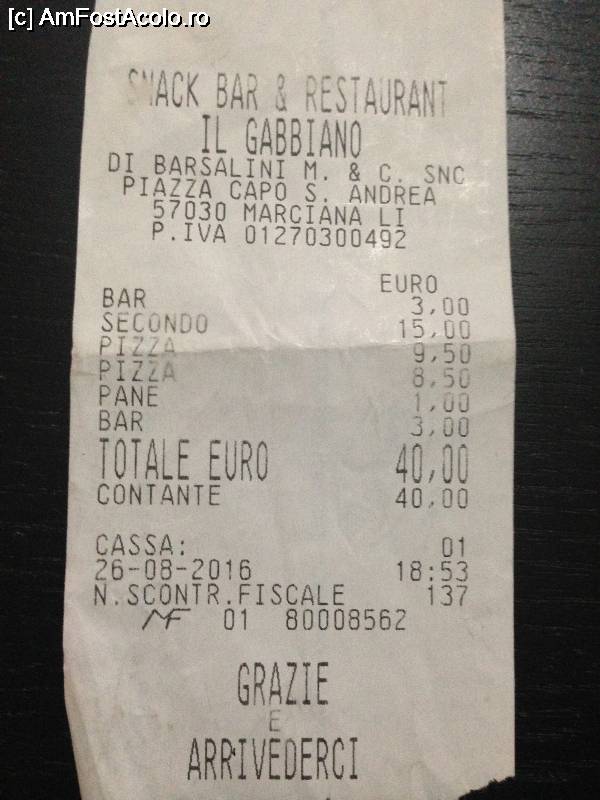 [c] AmFostAcolo.ro
SNACK BAR & RESTAURANT
IL GABBIANO
DI BARSALINI M. & C. SNC
PIAZZA CAPO S. ANDREA
57030 MARCIANA LI
P.IVA 01270300492
EURO
BAR 3,00
SECONDO 15,00
PIZZA 9,50
PIZZA 8,50
PANE 1,00
BAR 3,00
TOTALE EURO 40,00
CONTANTE 40,00
CASSA: 01
26-08-2016 18:53
N.SCONTR.FISCALE 137
MF 01 80008562
GRAZIE
E
ARRIVEDERCI